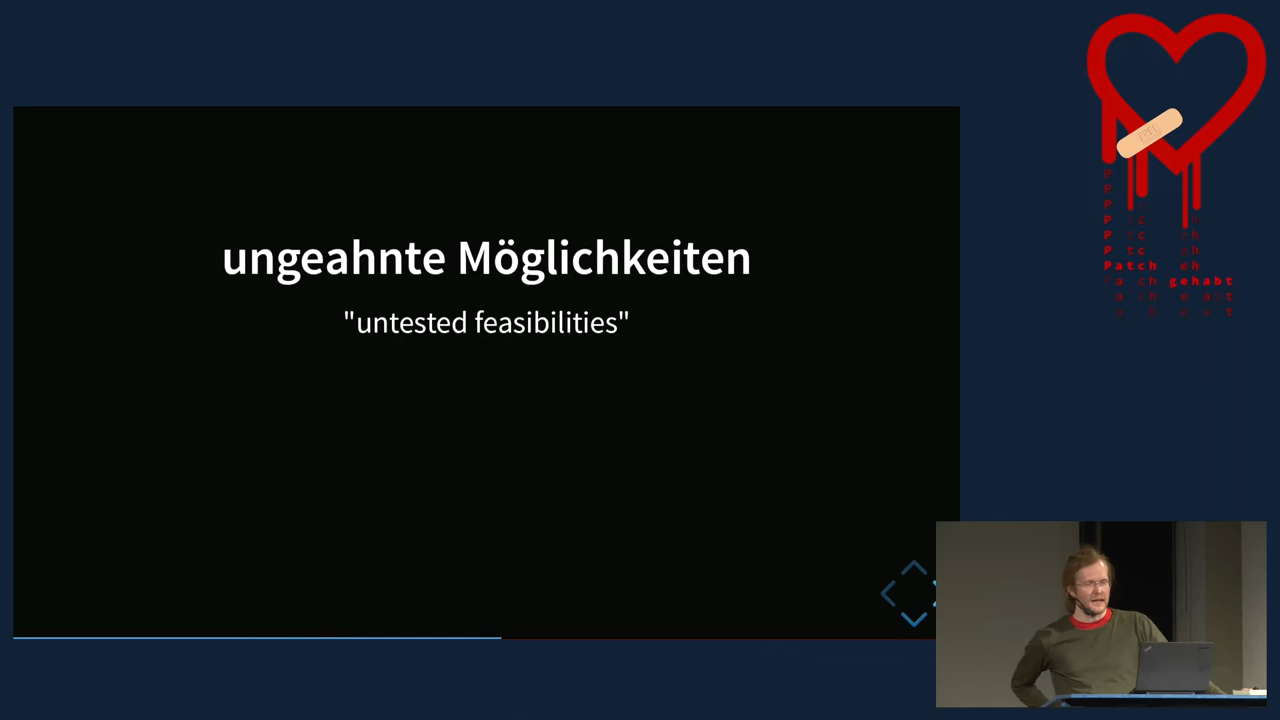 ungeahnte Möglichkeiten
"untested feasibilities"
Patch
gehabt